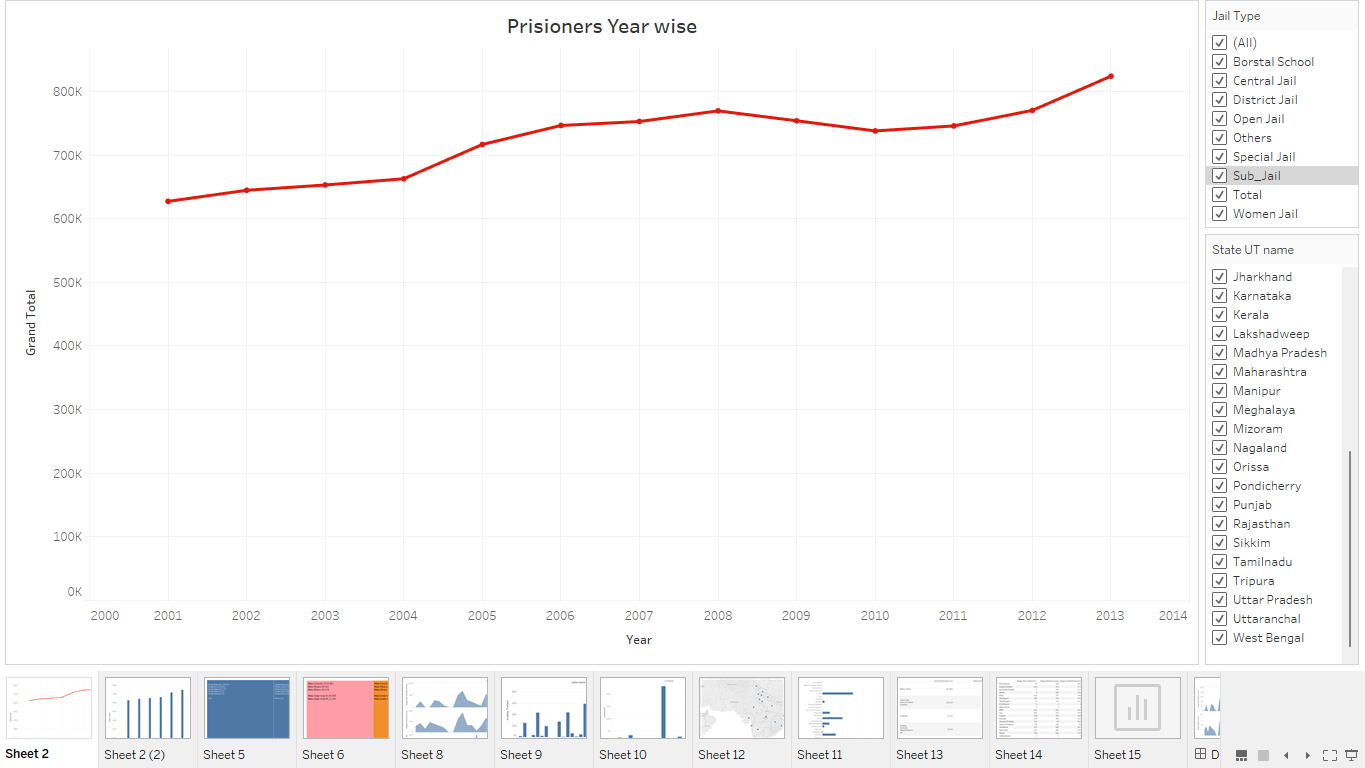 Prisioners Year wise
Grand Total
800K
700K
600K
500K
400K
300K
200K
100K
0K
2000 2001 2002 2003 2004 2005 2006 2007 2008 2009 2010 2011 2012 2013 2014
Year
Jail Type
(All)
Borstal School
Central Jail
District Jail
Open Jail
Others
Special Jail
Sub_Jail
Total
Women Jail
State UT name
Jharkhand
Karnataka
Kerala
Lakshadweep
Madhya Pradesh
Maharashtra
Manipur
Meghalaya
Mizoram
Nagaland
Orissa
Pondicherry
Punjab
Rajasthan
Sikkim
Tamilnadu
Tripura
Uttar Pradesh
Uttaranchal
West Bengal
Sheet 2 Sheet 2 (2) Sheet 5 Sheet 6 Sheet 8 Sheet 9 Sheet 10 Sheet 12 Sheet 11 Sheet 13 Sheet 14 Sheet 15 D